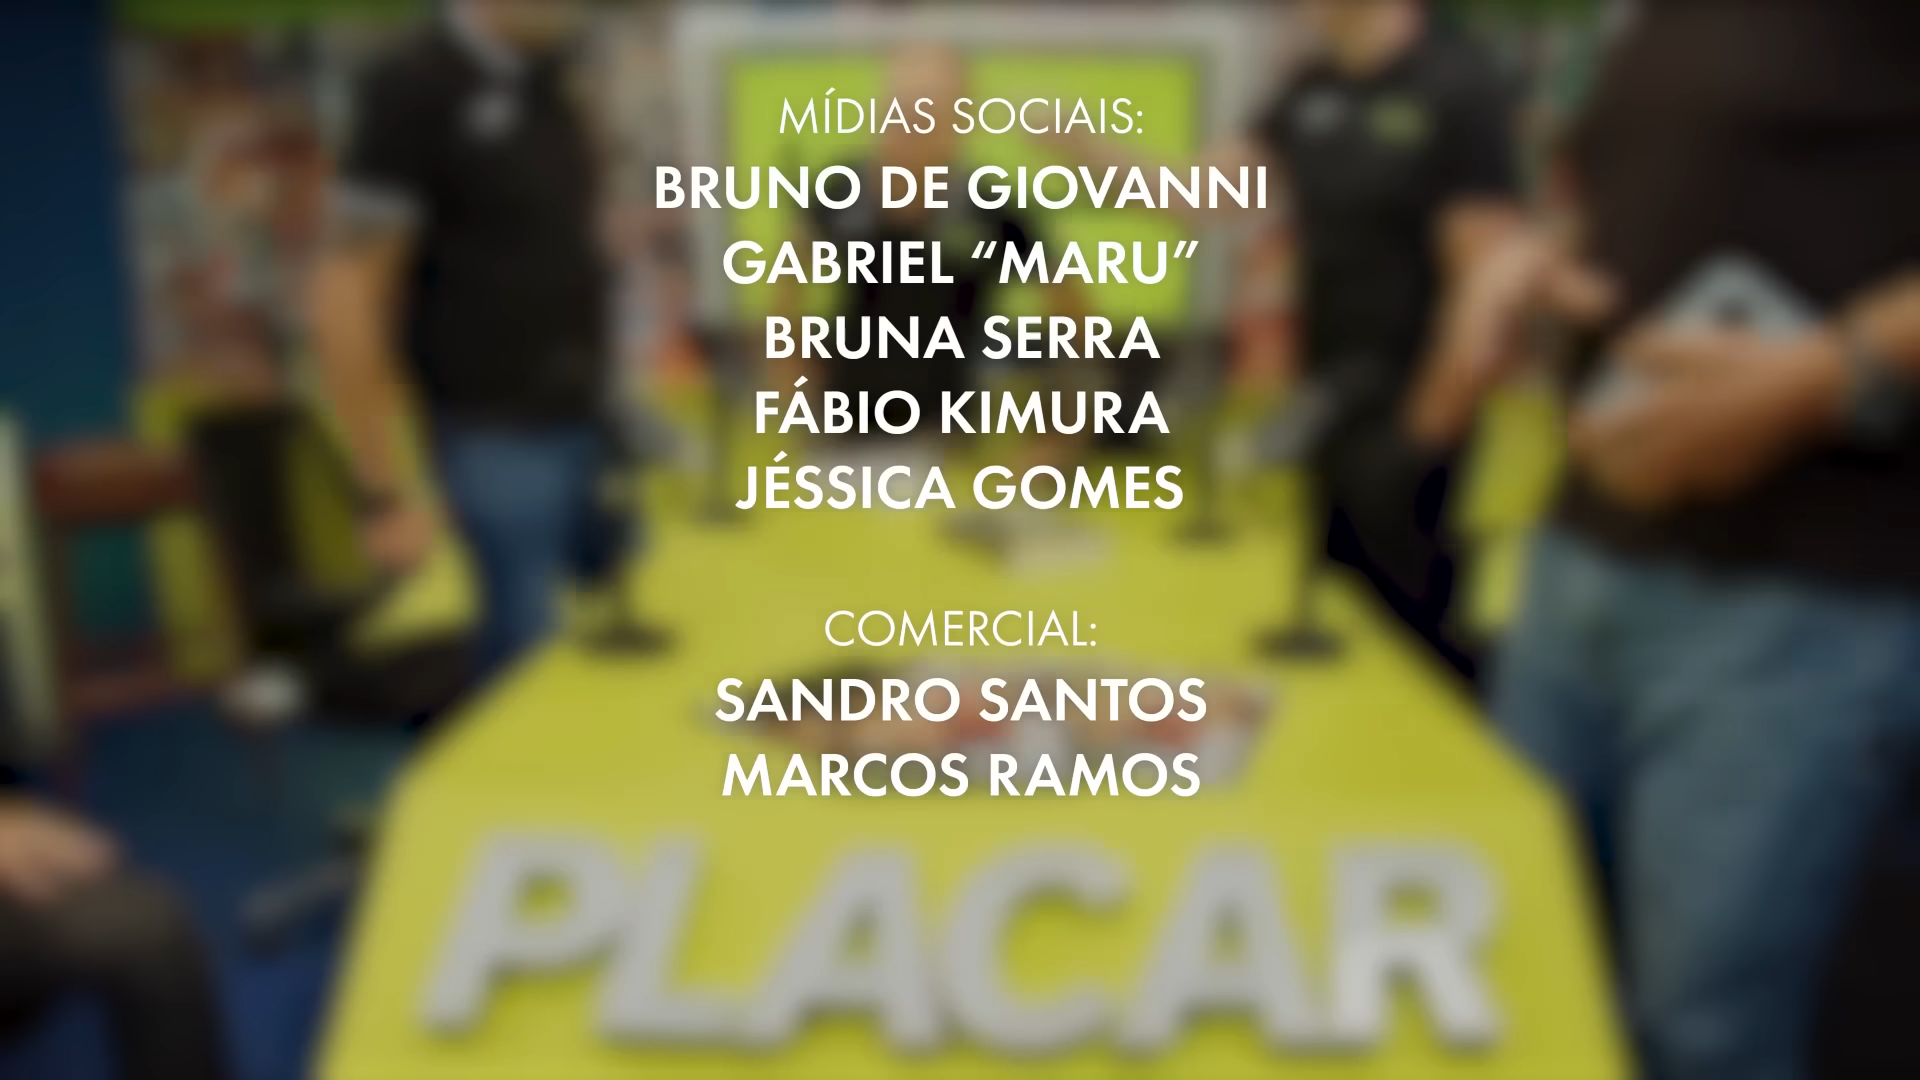 MÍDIAS SOCIAIS:
BRUNO DE GIOVANNI
GABRIEL “MARU”
BRUNA SERRA
FÁBIO KIMURA
JÉSSICA GOMES
COMERCIAL:
SANDRO SANTOS
MARCOS RAMOS
PLACAR